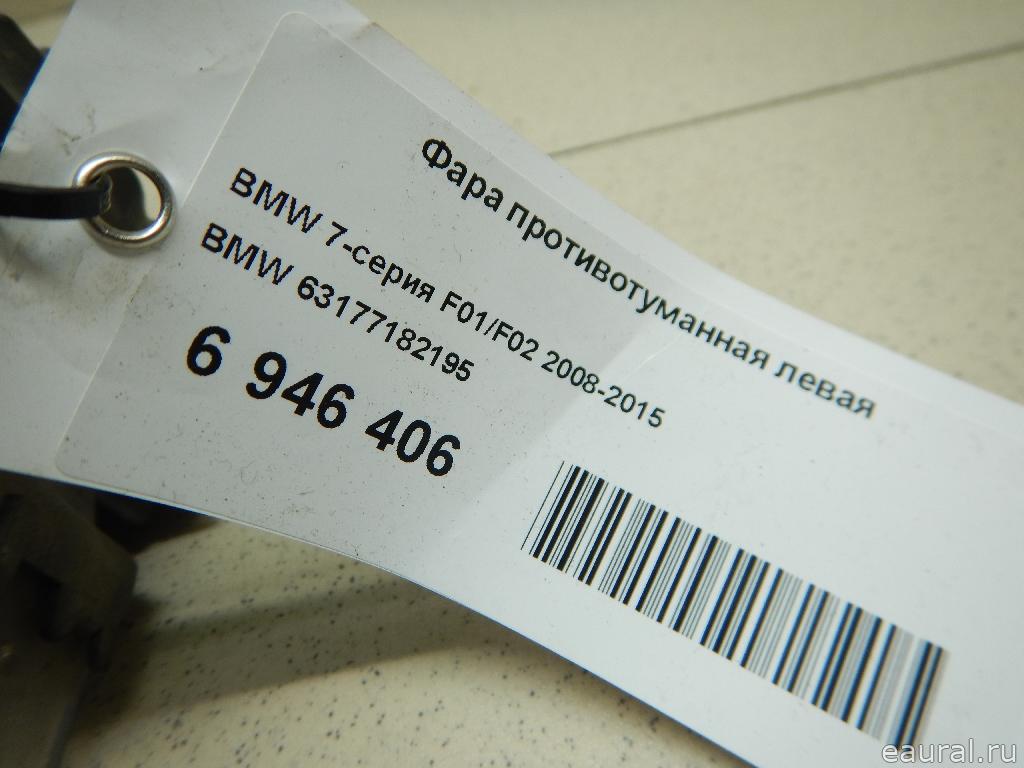 Фара противотуманная левая
BMW 7-серия F01/F02 2008-2015
BMW 63177182195
6 946 406
eaural.ru